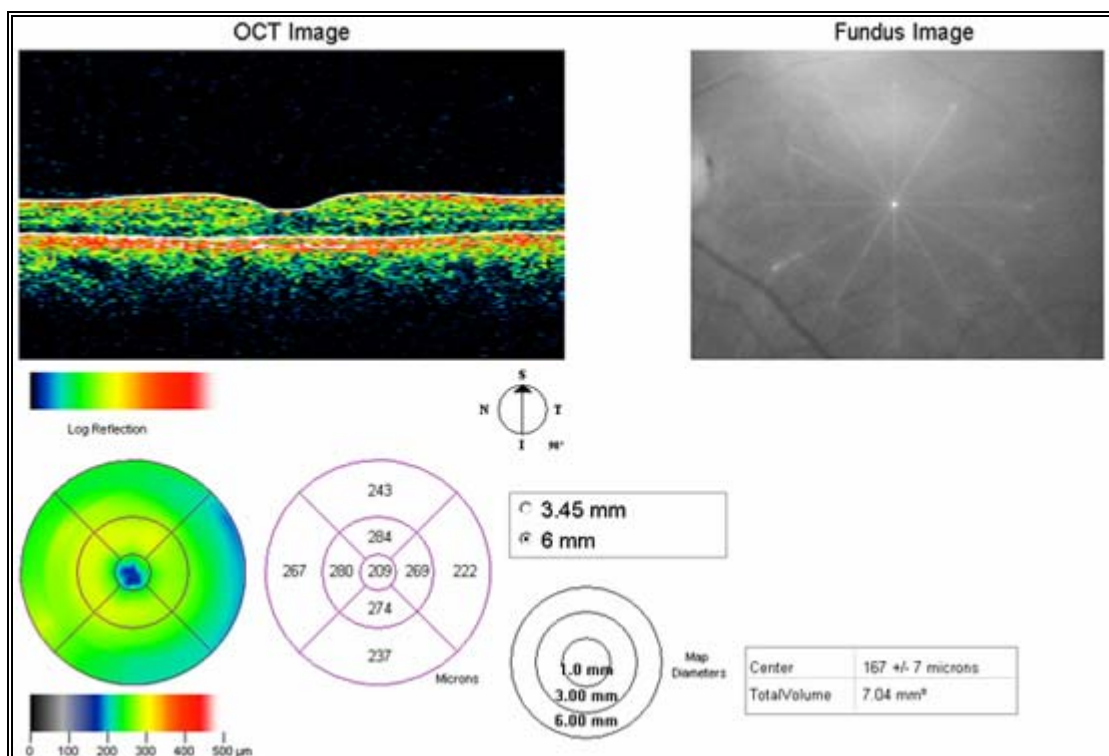 OCT Image
Fundus Image
Log Reflection
S
N T
I 90°
243
284
267 280 209 269 222
274
237
Microns
3.45 mm
6 mm
1.0 mm
3.00 mm
6.00 mm
Map
Diameters
Center 167 +/- 7 microns
TotalVolume 7.04 mm³
0 100 200 300 400 500 µm